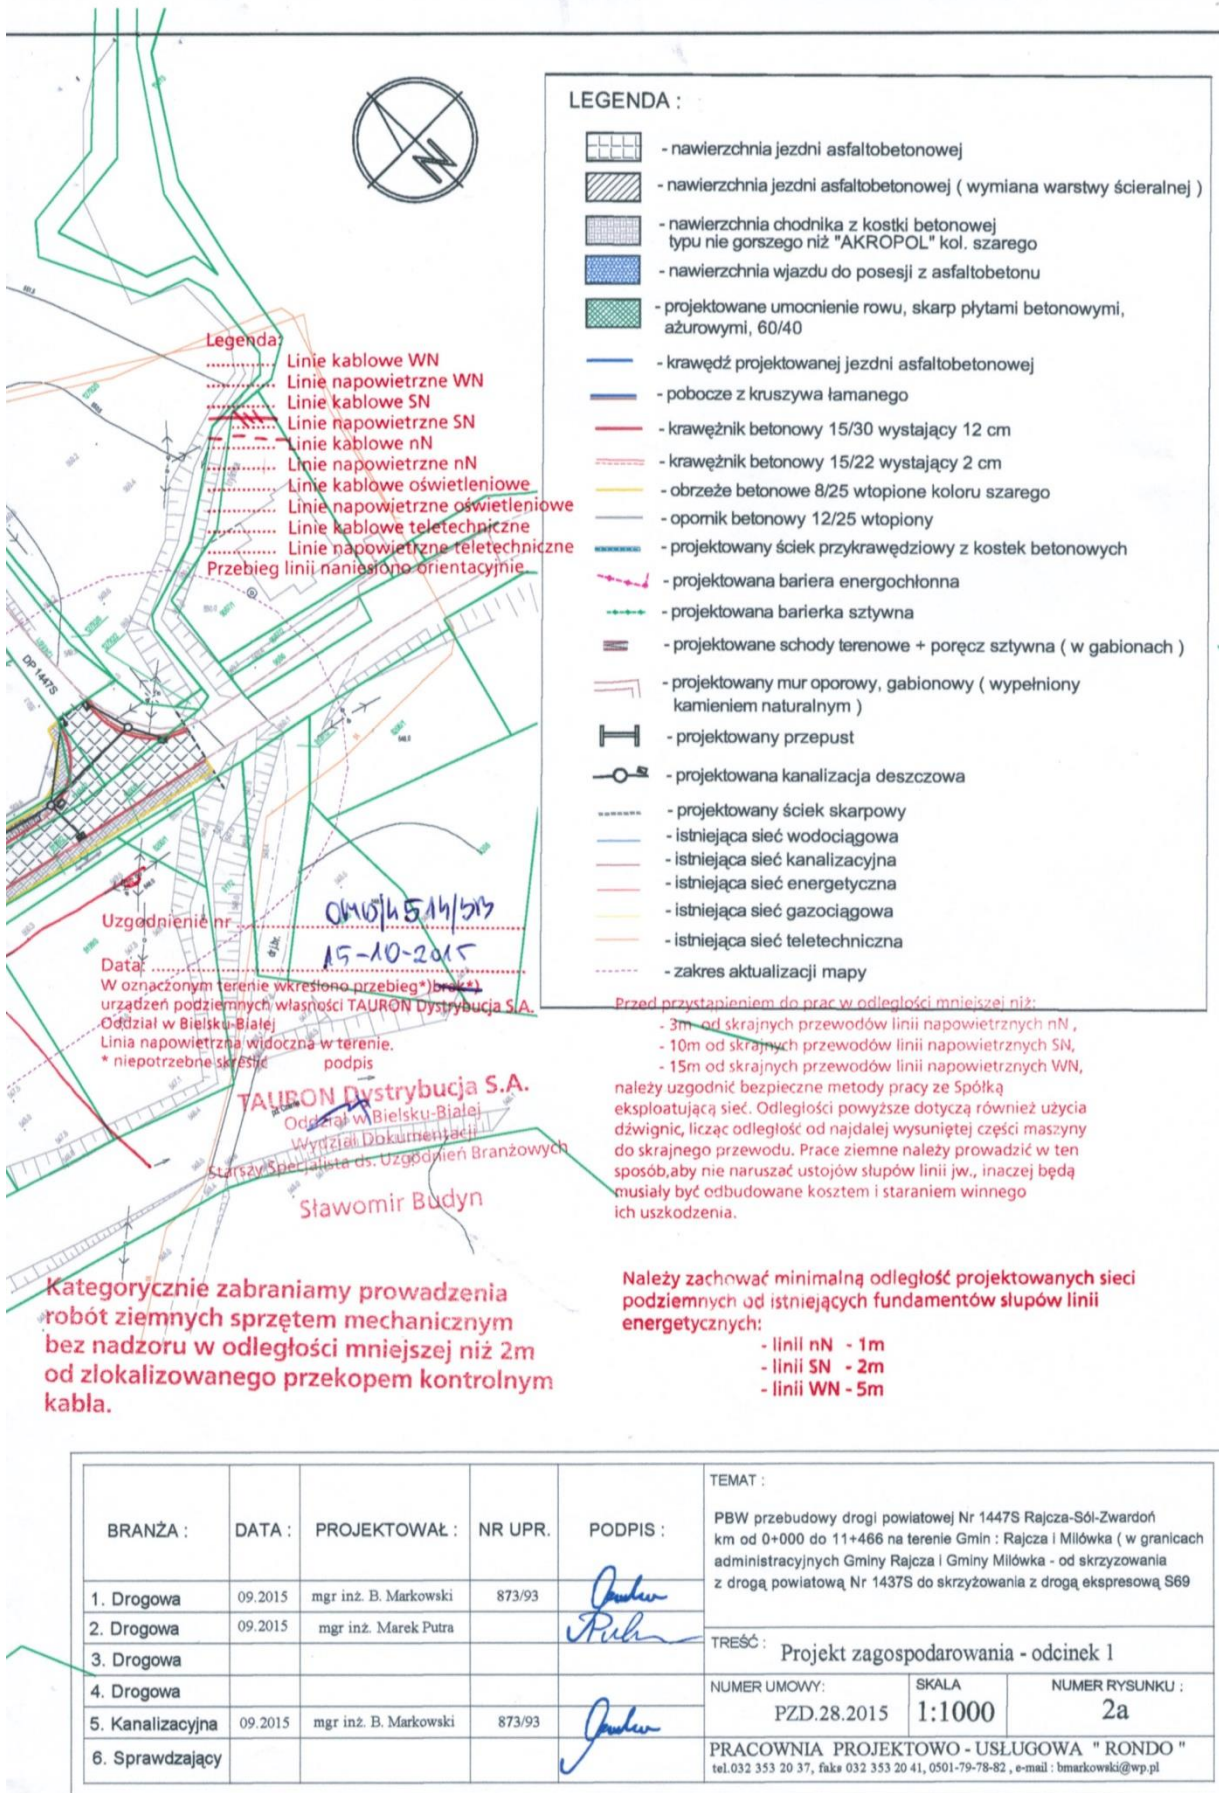 LEGENDA :
- nawierzchnia jezdni asfaltobetonowej
- nawierzchnia jezdni asfaltobetonowej ( wymiana warstwy ścieralnej )
- nawierzchnia chodnika z kostki betonowej
typu nie gorszego niż "AKROPOL" kol. szarego
- nawierzchnia wjazdu do posesji z asfaltobetonu
- projektowane umocnienie rowu, skarp płytami betonowymi,
ażurowymi, 60/40
- krawędź projektowanej jezdni asfaltobetonowej
- pobocze z kruszywa łamanego
- krawężnik betonowy 15/30 wystający 12 cm
- krawężnik betonowy 15/22 wystający 2 cm
- obrzeże betonowe 8/25 wtopione koloru szarego
- opornik betonowy 12/25 wtopiony
- projektowany ściek przykrawędziowy z kostek betonowych
- projektowana bariera energochłonna
- projektowana barierka sztywna
- projektowane schody terenowe + poręcz sztywna ( w gabionach )
- projektowany mur oporowy, gabionowy ( wypełniony
kamieniem naturalnym )
- projektowany przepust
- projektowana kanalizacja deszczowa
- projektowany ściek skarpowy
- istniejąca sieć wodociągowa
- istniejąca sieć kanalizacyjna
- istniejąca sieć energetyczna
- istniejąca sieć gazociągowa
- istniejąca sieć teletechniczna
- zakres aktualizacji mapy
N
Legenda:
Linie kablowe WN
Linie napowietrzne WN
Linie kablowe SN
Linie napowietrzne SN
Linie kablowe nN
Linie napowietrzne nN
Linie kablowe oświetleniowe
Linie napowietrzne oświetleniowe
Linie kablowe teletechniczne
Linie napowietrzne teletechniczne
Przebieg linii naniesiono orientacyjnie.
DP 1447S
Uzgodnienie nr
Data: 15-10-2015
W oznaczonym terenie wkreślono przebieg*)brak*)
urządzeń podziemnych własności TAURON Dystrybucja S.A.
Oddział w Bielsku-Białej
Linia napowietrzna widoczna w terenie.
* niepotrzebne skreślić podpis
TAURON Dystrybucja S.A.
Oddział w Bielsku-Białej
Wydział Dokumentacji
Starszy Specjalista ds. Uzgodnień Branżowych
Sławomir Budyn
Przed przystąpieniem do prac w odległości mniejszej niż:
- 3m od skrajnych przewodów linii napowietrznych nN ,
- 10m od skrajnych przewodów linii napowietrznych SN,
- 15m od skrajnych przewodów linii napowietrznych WN,
należy uzgodnić bezpieczne metody pracy ze Spółką
eksploatującą sieć. Odległości powyższe dotyczą również użycia
dźwignic, licząc odległość od najdalej wysuniętej części maszyny
do skrajnego przewodu. Prace ziemne należy prowadzić w ten
sposób,aby nie naruszać ustojów słupów linii jw., inaczej będą
musiały być odbudowane kosztem i staraniem winnego
ich uszkodzenia.
Kategorycznie zabraniamy prowadzenia
robót ziemnych sprzętem mechanicznym
bez nadzoru w odległości mniejszej niż 2m
od zlokalizowanego przekopem kontrolnym
kabla.
Należy zachować minimalną odległość projektowanych sieci
podziemnych od istniejących fundamentów słupów linii
energetycznych:
- linii nN - 1m
- linii SN - 2m
- linii WN - 5m
BRANŻA : DATA : PROJEKTOWAŁ : NR UPR. PODPIS :
1. Drogowa 09.2015 mgr inż. B. Markowski 873/93
2. Drogowa 09.2015 mgr inż. Marek Putra
3. Drogowa
4. Drogowa
5. Kanalizacyjna 09.2015 mgr inż. B. Markowski 873/93
6. Sprawdzający
TEMAT :
PBW przebudowy drogi powiatowej Nr 1447S Rajcza-Sól-Zwardoń
km od 0+000 do 11+466 na terenie Gmin : Rajcza i Milówka ( w granicach
administracyjnych Gminy Rajcza i Gminy Milówka - od skrzyzowania
z drogą powiatową Nr 1437S do skrzyżowania z drogą ekspresową S69
TREŚĆ : Projekt zagospodarowania - odcinek 1
NUMER UMOWY: SKALA NUMER RYSUNKU :
PZD.28.2015 1:1000 2a
PRACOWNIA PROJEKTOWO - USŁUGOWA " RONDO "
tel.032 353 20 37, faks 032 353 20 41, 0501-79-78-82 , e-mail : bmarkowski@wp.pl